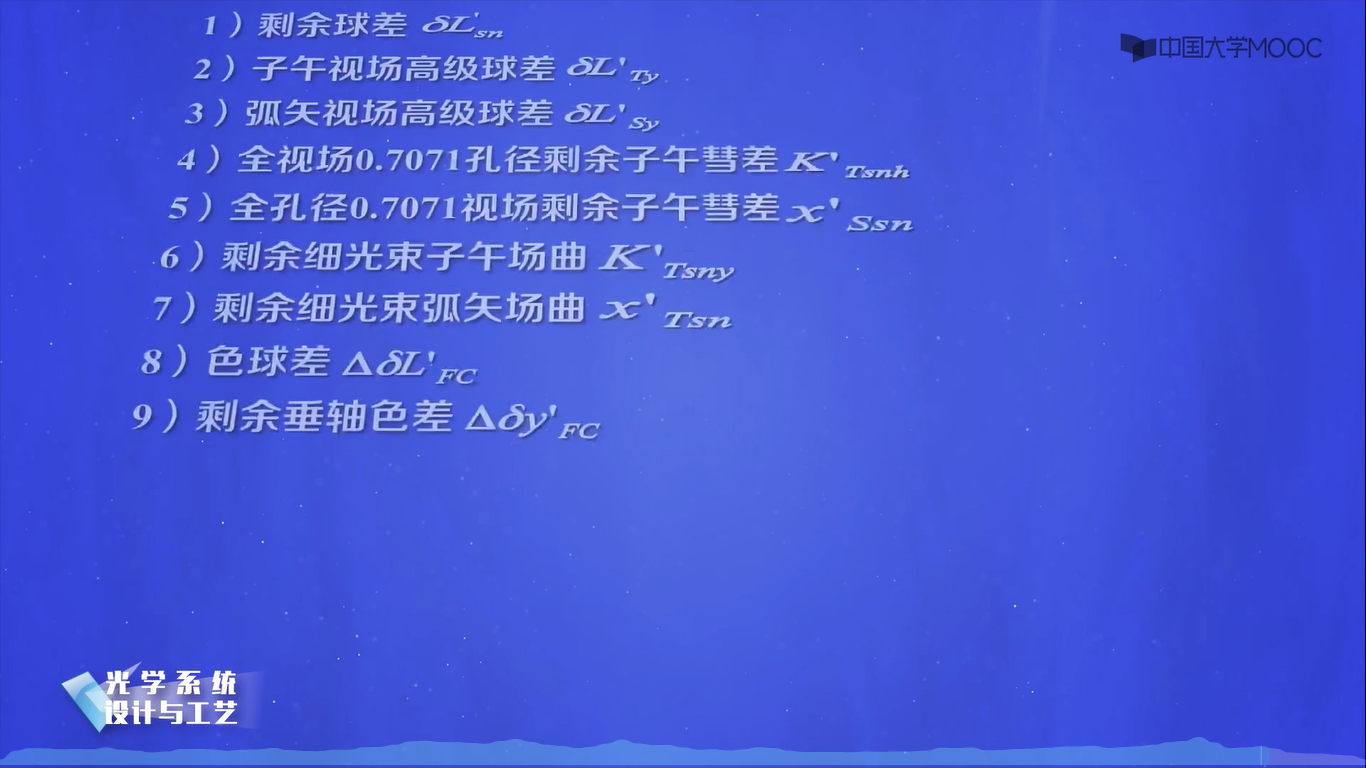 1）剩余球差 δL'sn
中国大学MOOC
2）子午视场高级球差 δL'Ty
3）弧矢视场高级球差 δL'Sy
4）全视场0.7071孔径剩余子午彗差 K'Tsnh
5）全孔径0.7071视场剩余子午彗差 x'Ssn
6）剩余细光束子午场曲 K'Tsny
7）剩余细光束弧矢场曲 x'Tsn
8）色球差 ΔδL'FC
9）剩余垂轴色差 Δδy'FC
光学系统
设计与工艺